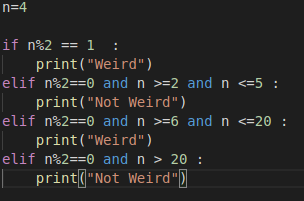 n=4
if n%2 == 1  :
    print("Weird")
elif n%2==0 and n >=2 and n <=5 :
    print("Not Weird")
elif n%2==0 and n >=6 and n <=20 :
    print("Weird")
elif n%2==0 and n > 20 :
    print("Not Weird")